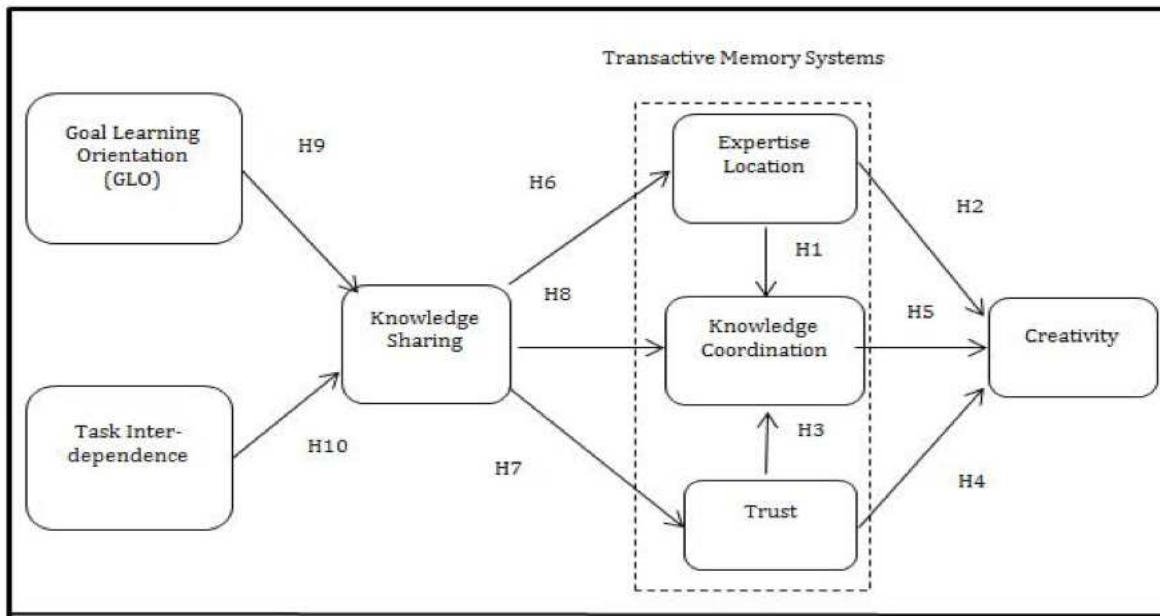 Transactive Memory Systems
Goal Learning
Orientation
(GLO)
H9
Expertise
Location
H6
H2
H1
H8
Knowledge
Sharing
Knowledge
Coordination
H5
Creativity
Task Inter-
dependence
H10
H7
H3
Trust
H4